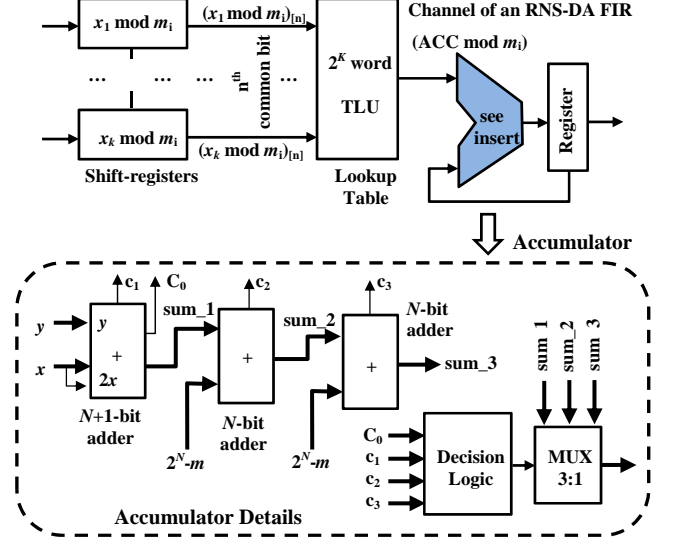 Channel of an RNS-DA FIR
x1 mod mi
(x1 mod mi)[n]
(ACC mod mi)
... ... ... ...
nth
common bit
2^K word
TLU
see
insert
Register
xk mod mi
(xk mod mi)[n]
Shift-registers
Lookup
Table
Accumulator
c1
C0
c2
c3
y
y
sum_1
sum_2
N-bit
adder
+
+
+
x
2x
sum_3
N+1-bit
adder
N-bit
adder
2^N-m
2^N-m
sum 1
sum_2
sum 3
C0
c1
c2
c3
Decision
Logic
MUX
3:1
Accumulator Details